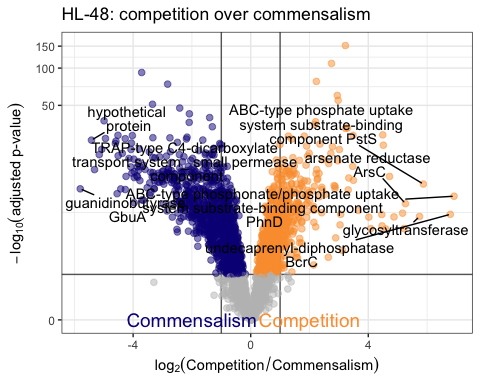 HL-48: competition over commensalism
150
100
50
0
-4
0
4
−log10(adjusted p-value)
log2(Competition/Commensalism)
hypothetical
protein
TRAP-type C4-dicarboxylate
transport system, small permease
component
guanidinobutyrase
GbuA
ABC-type phosphate uptake
system substrate-binding
component PstS
arsenate reductase
ArsC
ABC-type phosphonate/phosphate uptake
system substrate-binding component
PhnD
glycosyltransferase
undecaprenyl-diphosphatase
BcrC
Commensalism
Competition